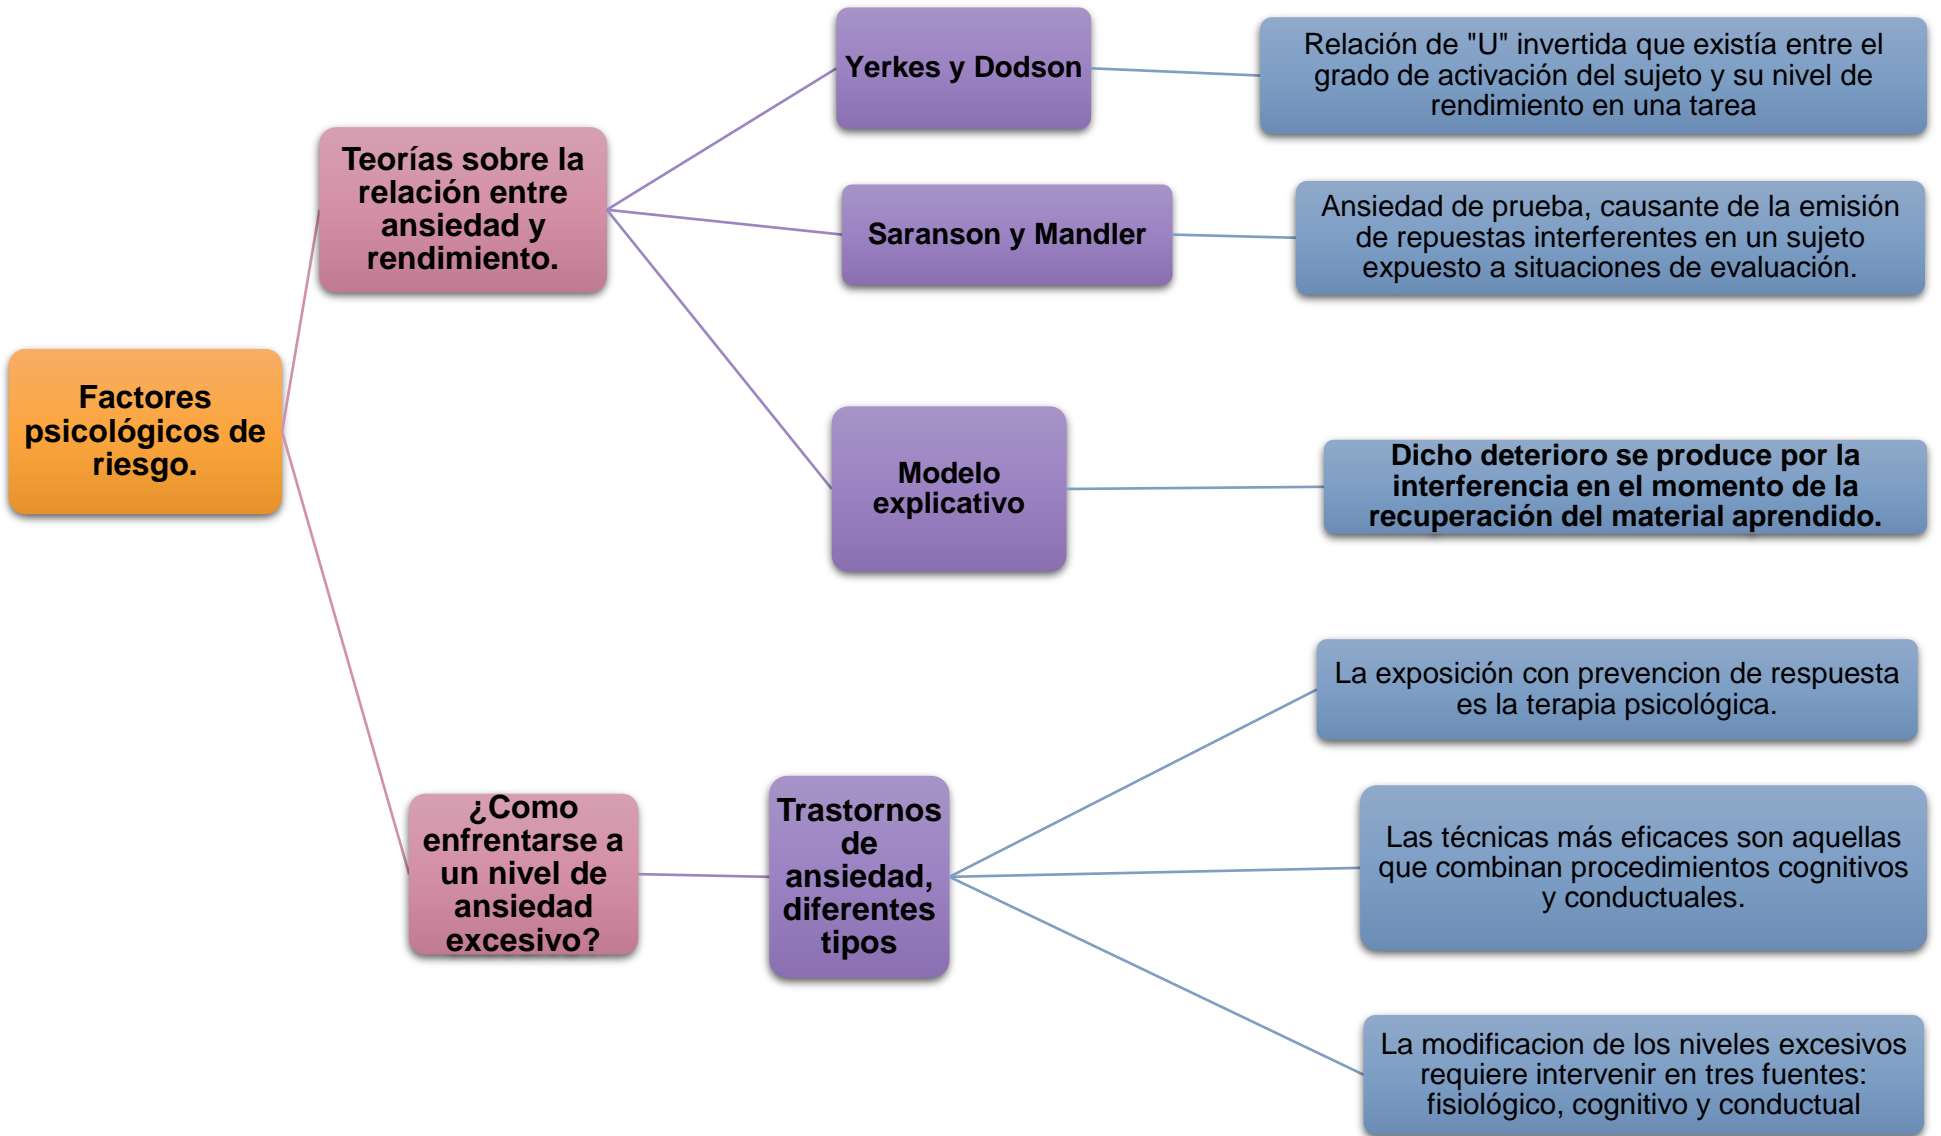 Factores
psicológicos de
riesgo.
Teorías sobre la
relación entre
ansiedad y
rendimiento.
Yerkes y Dodson
Relación de "U" invertida que existía entre el
grado de activación del sujeto y su nivel de
rendimiento en una tarea
Saranson y Mandler
Ansiedad de prueba, causante de la emisión
de repuestas interferentes en un sujeto
expuesto a situaciones de evaluación.
Modelo
explicativo
Dicho deterioro se produce por la
interferencia en el momento de la
recuperación del material aprendido.
¿Como
enfrentarse a
un nivel de
ansiedad
excesivo?
Trastornos
de
ansiedad,
diferentes
tipos
La exposición con prevencion de respuesta
es la terapia psicológica.
Las técnicas más eficaces son aquellas
que combinan procedimientos cognitivos
y conductuales.
La modificacion de los niveles excesivos
requiere intervenir en tres fuentes:
fisiológico, cognitivo y conductual